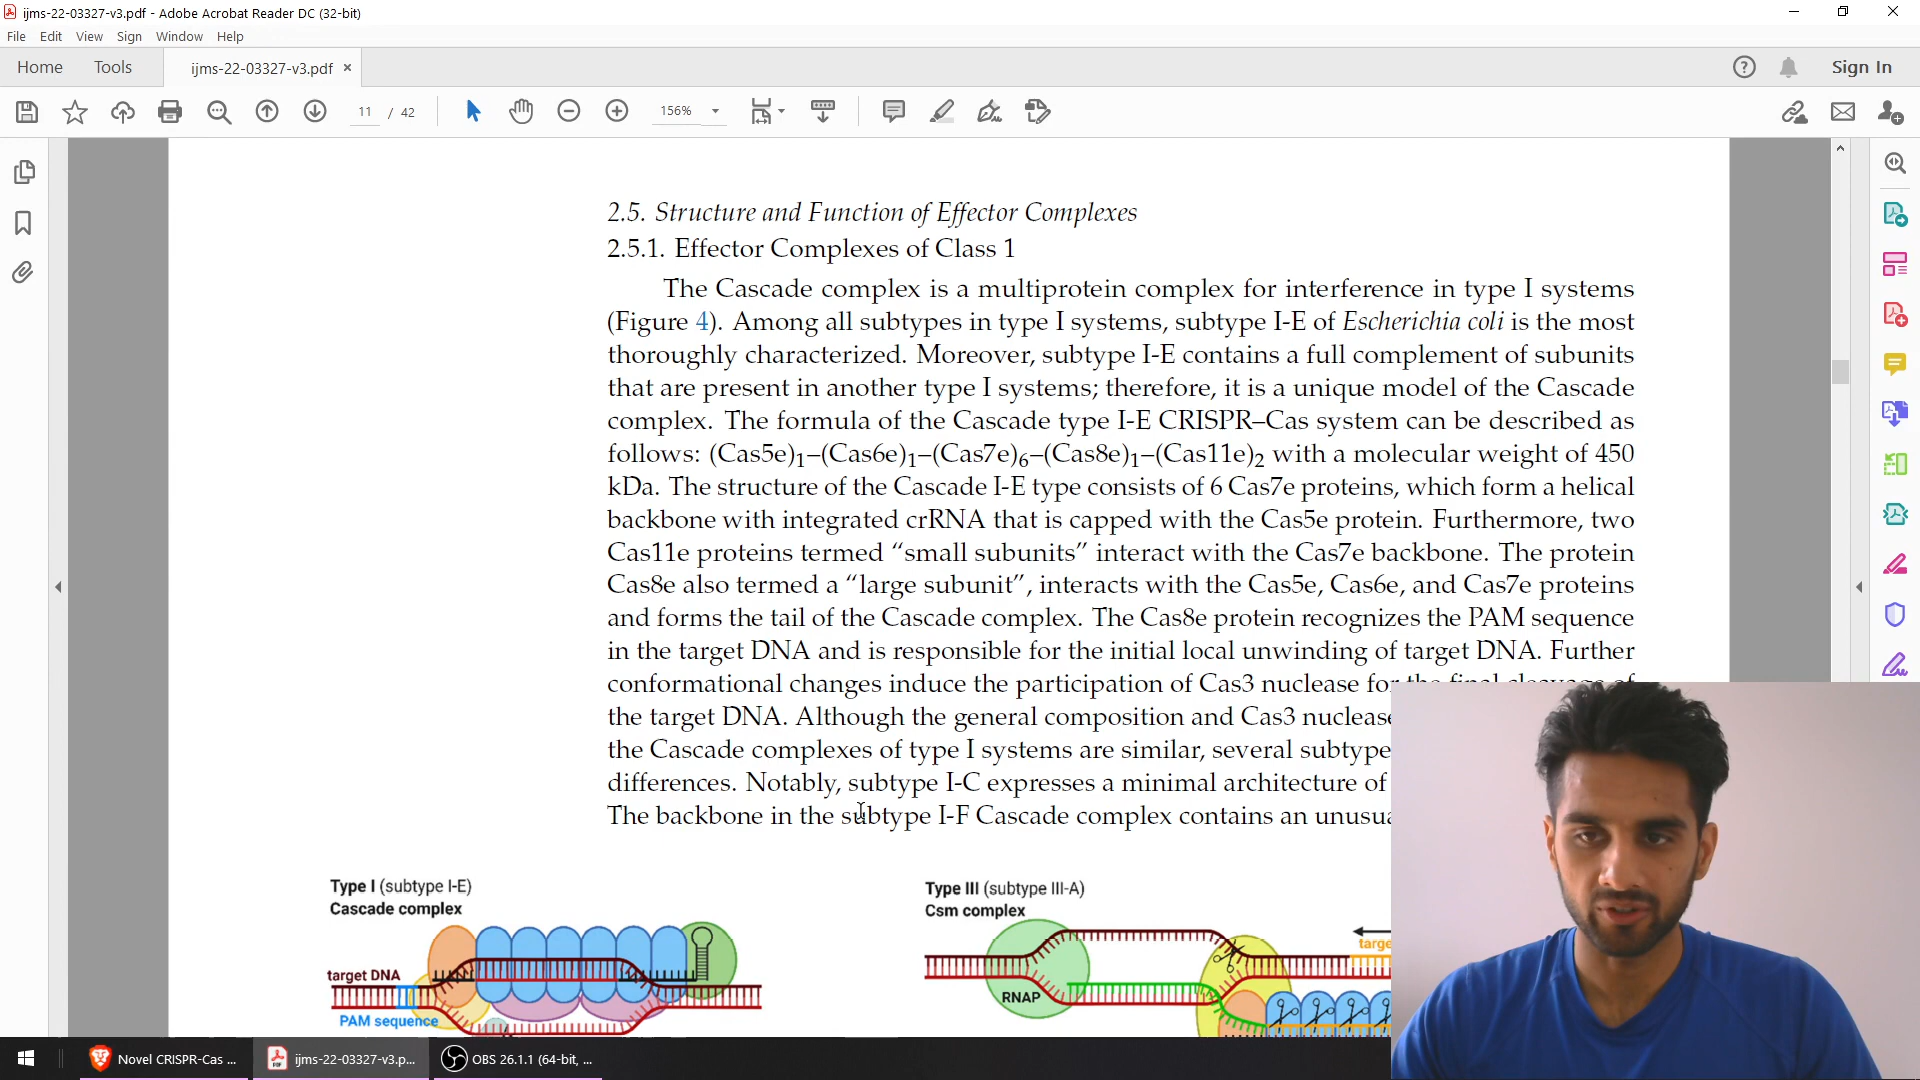 ijms-22-03327-v3.pdf - Adobe Acrobat Reader DC (32-bit)
File Edit View Sign Window Help
Home Tools ijms-22-03327-v3.pdf × Sign In
11 / 42 156%
2.5. Structure and Function of Effector Complexes
2.5.1. Effector Complexes of Class 1
The Cascade complex is a multiprotein complex for interference in type I systems
(Figure 4). Among all subtypes in type I systems, subtype I-E of Escherichia coli is the most
thoroughly characterized. Moreover, subtype I-E contains a full complement of subunits
that are present in another type I systems; therefore, it is a unique model of the Cascade
complex. The formula of the Cascade type I-E CRISPR–Cas system can be described as
follows: (Cas5e)1–(Cas6e)1–(Cas7e)6–(Cas8e)1–(Cas11e)2 with a molecular weight of 450
kDa. The structure of the Cascade I-E type consists of 6 Cas7e proteins, which form a helical
backbone with integrated crRNA that is capped with the Cas5e protein. Furthermore, two
Cas11e proteins termed “small subunits” interact with the Cas7e backbone. The protein
Cas8e also termed a “large subunit”, interacts with the Cas5e, Cas6e, and Cas7e proteins
and forms the tail of the Cascade complex. The Cas8e protein recognizes the PAM sequence
in the target DNA and is responsible for the initial local unwinding of target DNA. Further
conformational changes induce the participation of Cas3 nuclease for the final cleavage of
the target DNA. Although the general composition and Cas3 nuclease
the Cascade complexes of type I systems are similar, several subtype
differences. Notably, subtype I-C expresses a minimal architecture of
The backbone in the subtype I-F Cascade complex contains an
Type I (subtype I-E)
Cascade complex
target DNA
PAM sequence
Type III (subtype III-A)
Csm complex
RNAP
Novel CRISPR-Cas ... ijms-22-03327-v3.p... OBS 26.1.1 (64-bit, ...